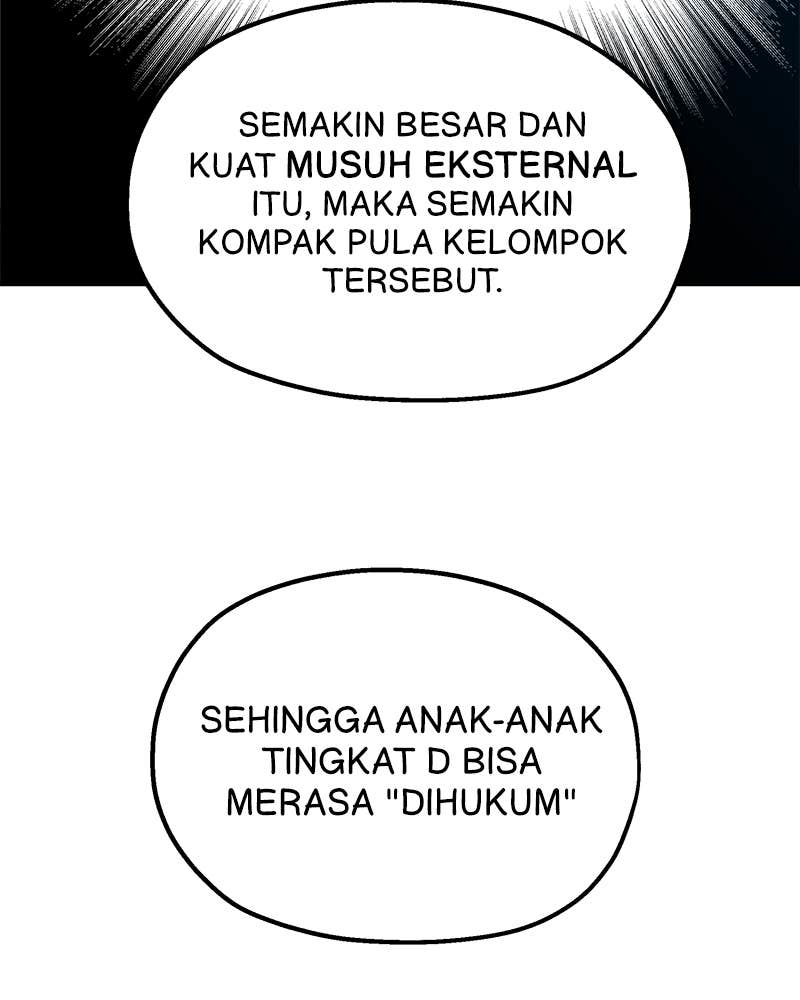 SEMAKIN BESAR DAN
KUAT MUSUH EKSTERNAL
ITU, MAKA SEMAKIN
KOMPAK PULA KELOMPOK
TERSEBUT.
SEHINGGA ANAK-ANAK
TINGKAT D BISA
MERASA "DIHUKUM"